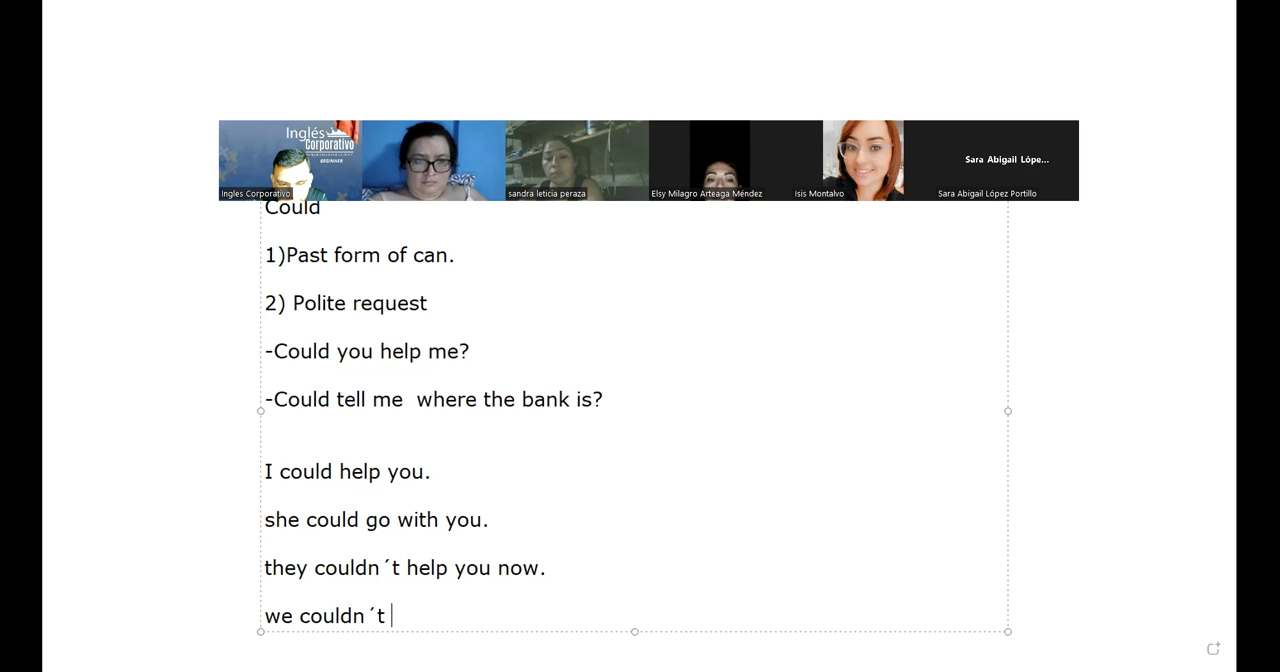 Inglés
Corporativo
BEGINNER
Ingles Corporativo
sandra leticia peraza
Elsy Milagro Arteaga Méndez
Isis Montalvo
Sara Abigail Lópe...
Sara Abigail López Portillo
Could
1)Past form of can.
2) Polite request
-Could you help me?
-Could tell me  where the bank is?
I could help you.
she could go with you.
they couldn´t help you now.
we couldn´t